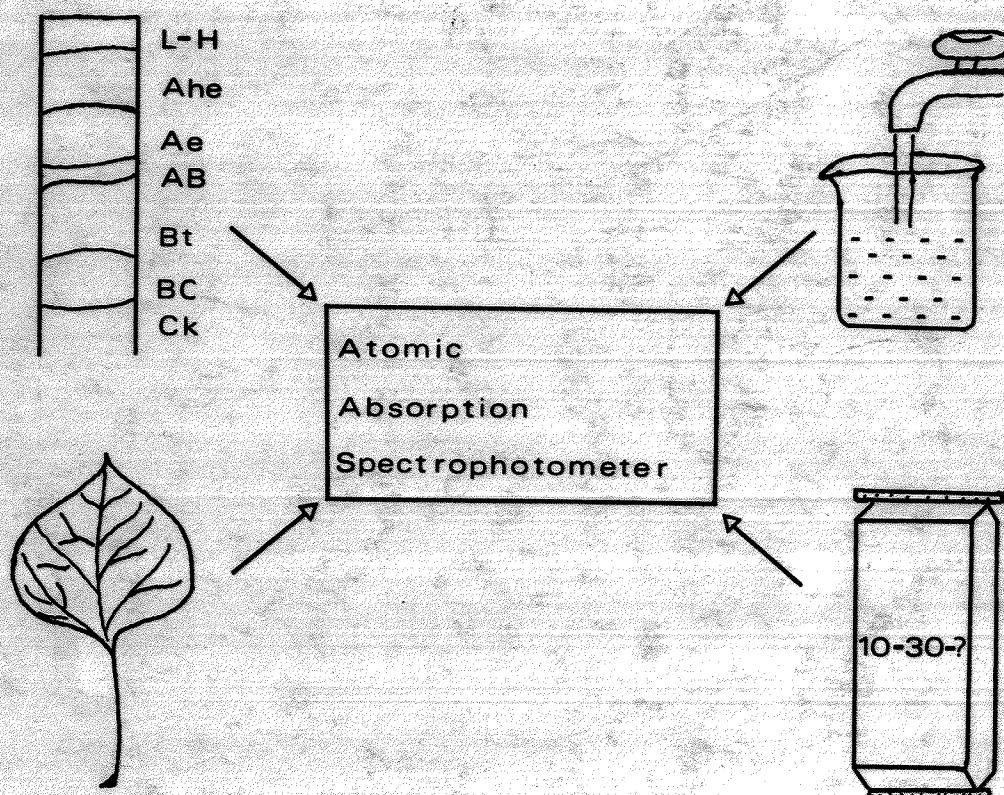 L-H
Ahe
Ae
AB
Bt
BC
Ck
Atomic
Absorption
Spectrophotometer
10-30-?